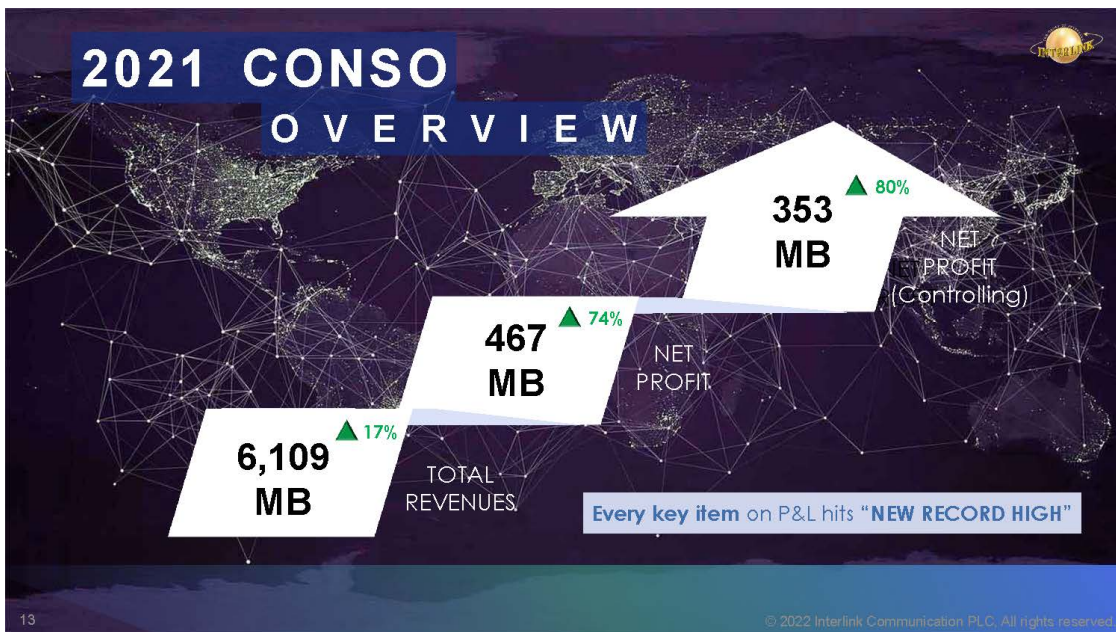 2021 CONSO
OVERVIEW
INTERLINK
353
MB
80%
NET
PROFIT
(Controlling)
467
MB
74%
NET
PROFIT
6,109
MB
17%
TOTAL
REVENUES
Every key item on P&L hits “NEW RECORD HIGH”
13
© 2022 Interlink Communication PLC, All rights reserved.